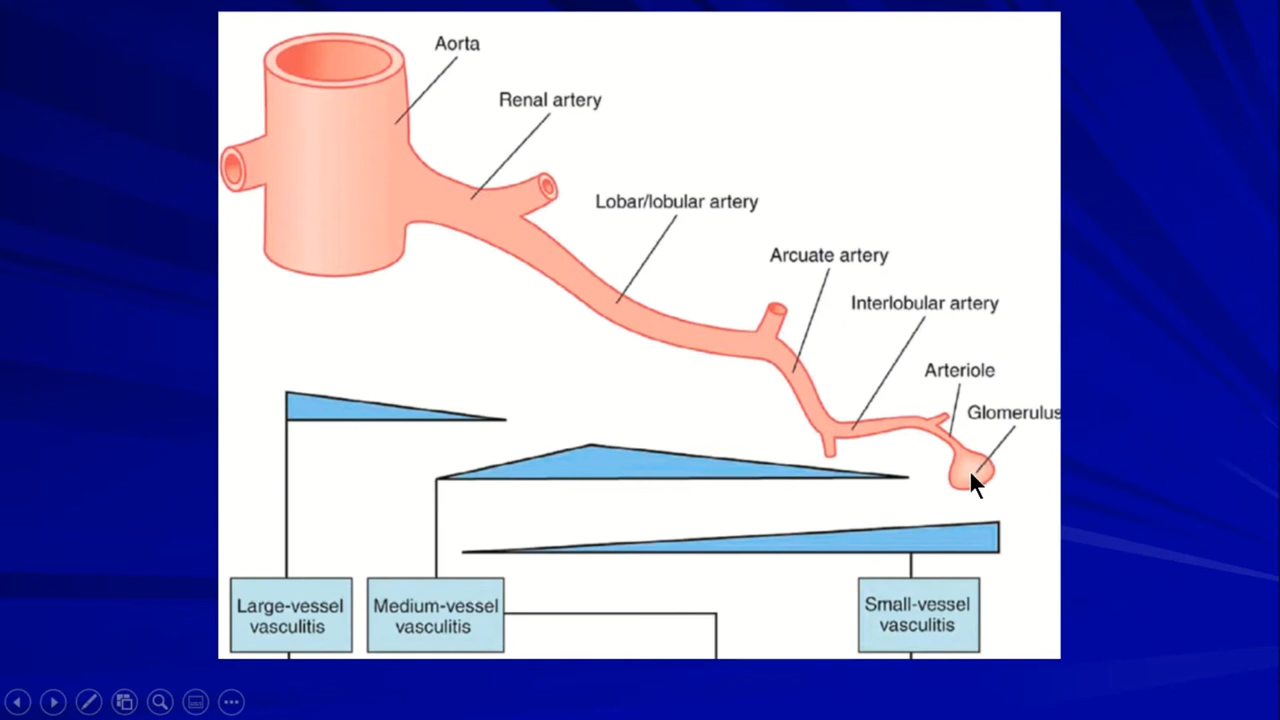 Aorta
Renal artery
Lobar/lobular artery
Arcuate artery
Interlobular artery
Arteriole
Glomerulus
Large-vessel
vasculitis
Medium-vessel
vasculitis
Small-vessel
vasculitis